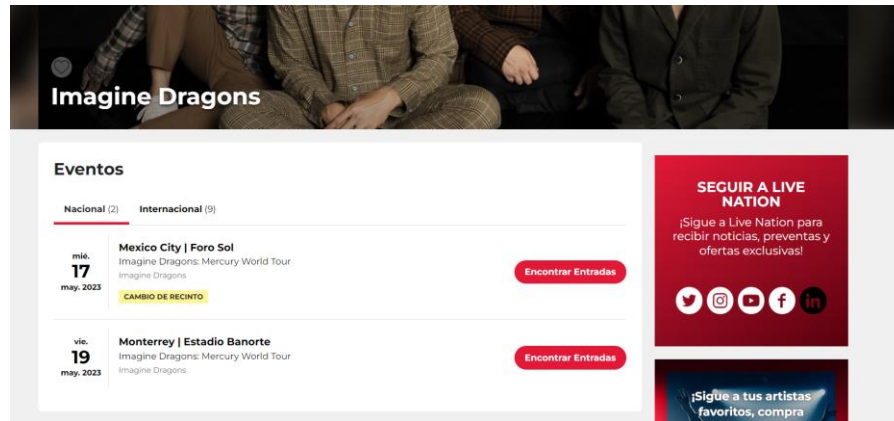 Imagine Dragons
Eventos
Nacional (2) Internacional (9)
mié.
17
may. 2023
Mexico City | Foro Sol
Imagine Dragons: Mercury World Tour
Imagine Dragons
CAMBIO DE RECINTO
Encontrar Entradas
vie.
19
may. 2023
Monterrey | Estadio Banorte
Imagine Dragons: Mercury World Tour
Imagine Dragons
Encontrar Entradas
SEGUIR A LIVE
NATION
¡Sigue a Live Nation para
recibir noticias, preventas y
ofertas exclusivas!
¡Sigue a tus artistas
favoritos, compra